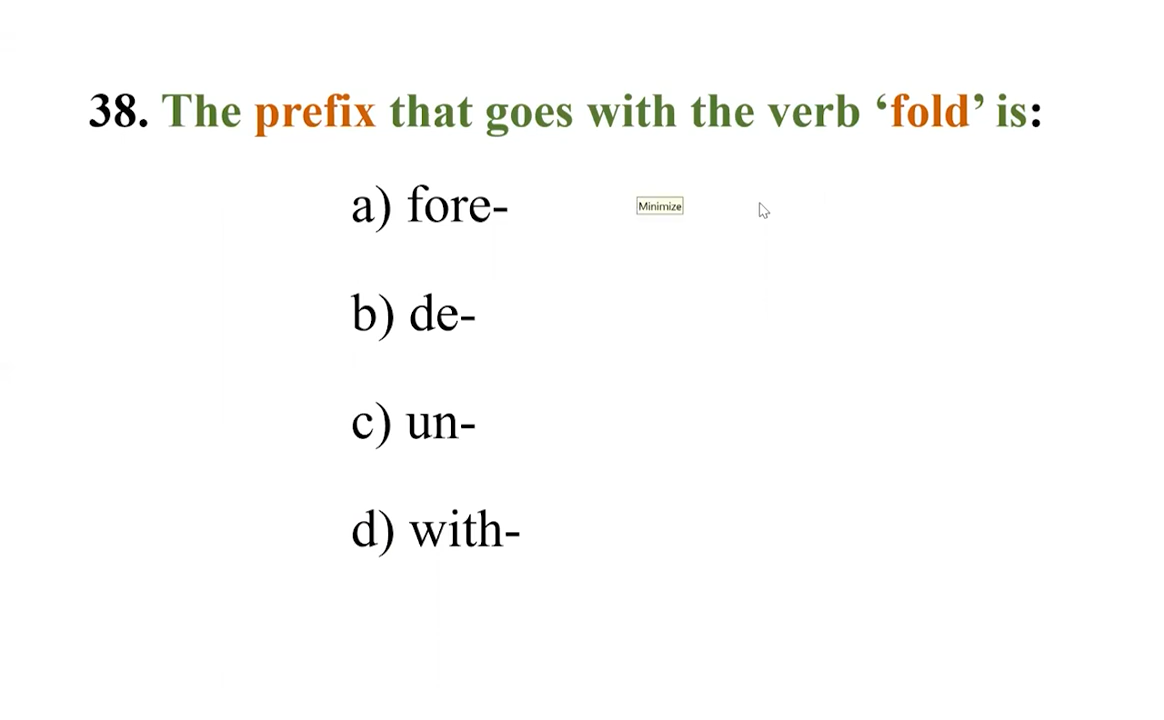 38. The prefix that goes with the verb ‘fold’ is:
a) fore-
Minimize
b) de-
c) un-
d) with-